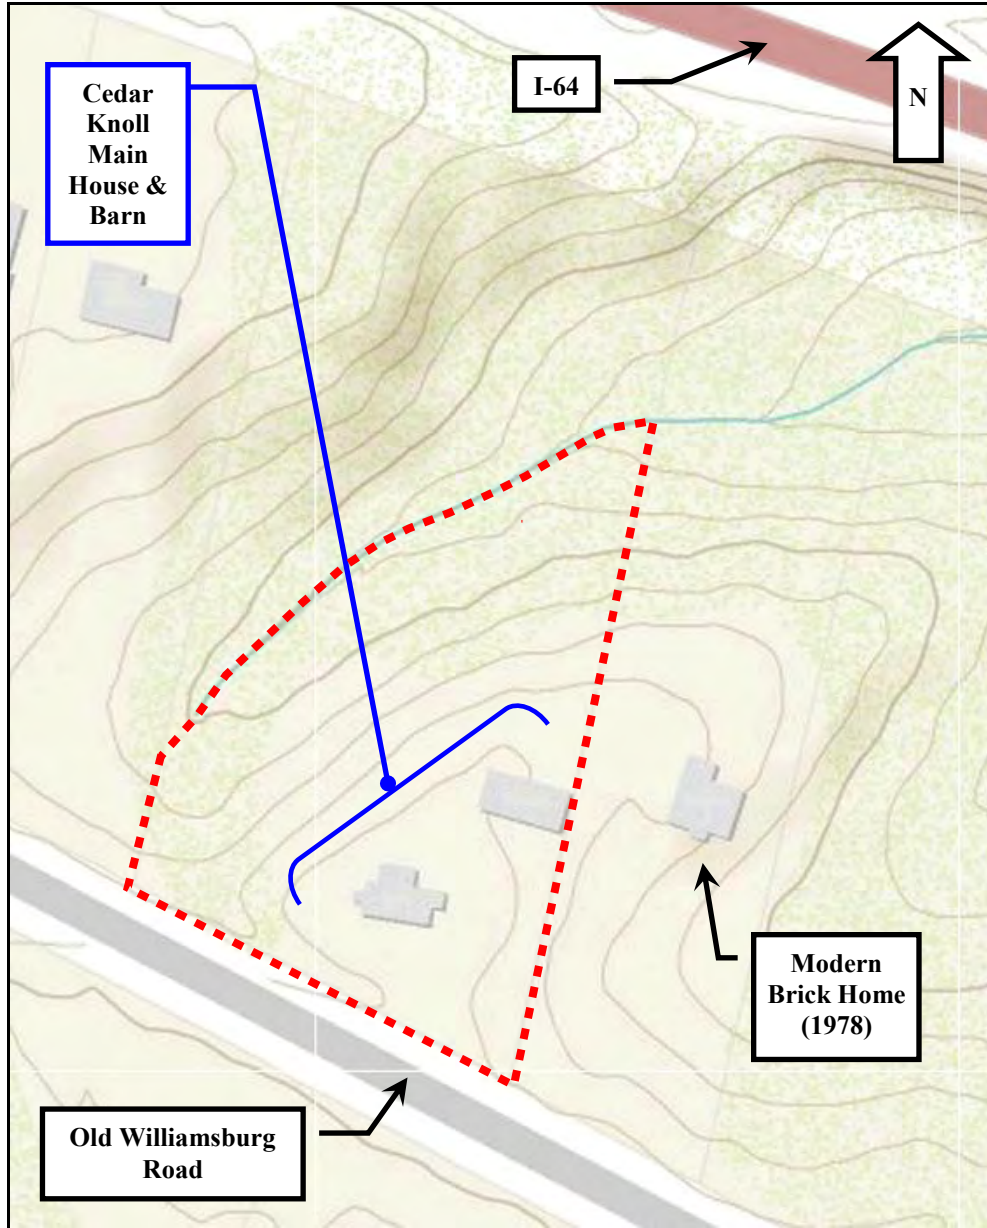 Cedar
Knoll
Main
House &
Barn
I-64
N
Modern
Brick Home
(1978)
Old Williamsburg
Road